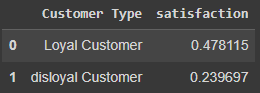 Customer Type satisfaction
0 Loyal Customer 0.478115
1 disloyal Customer 0.239697